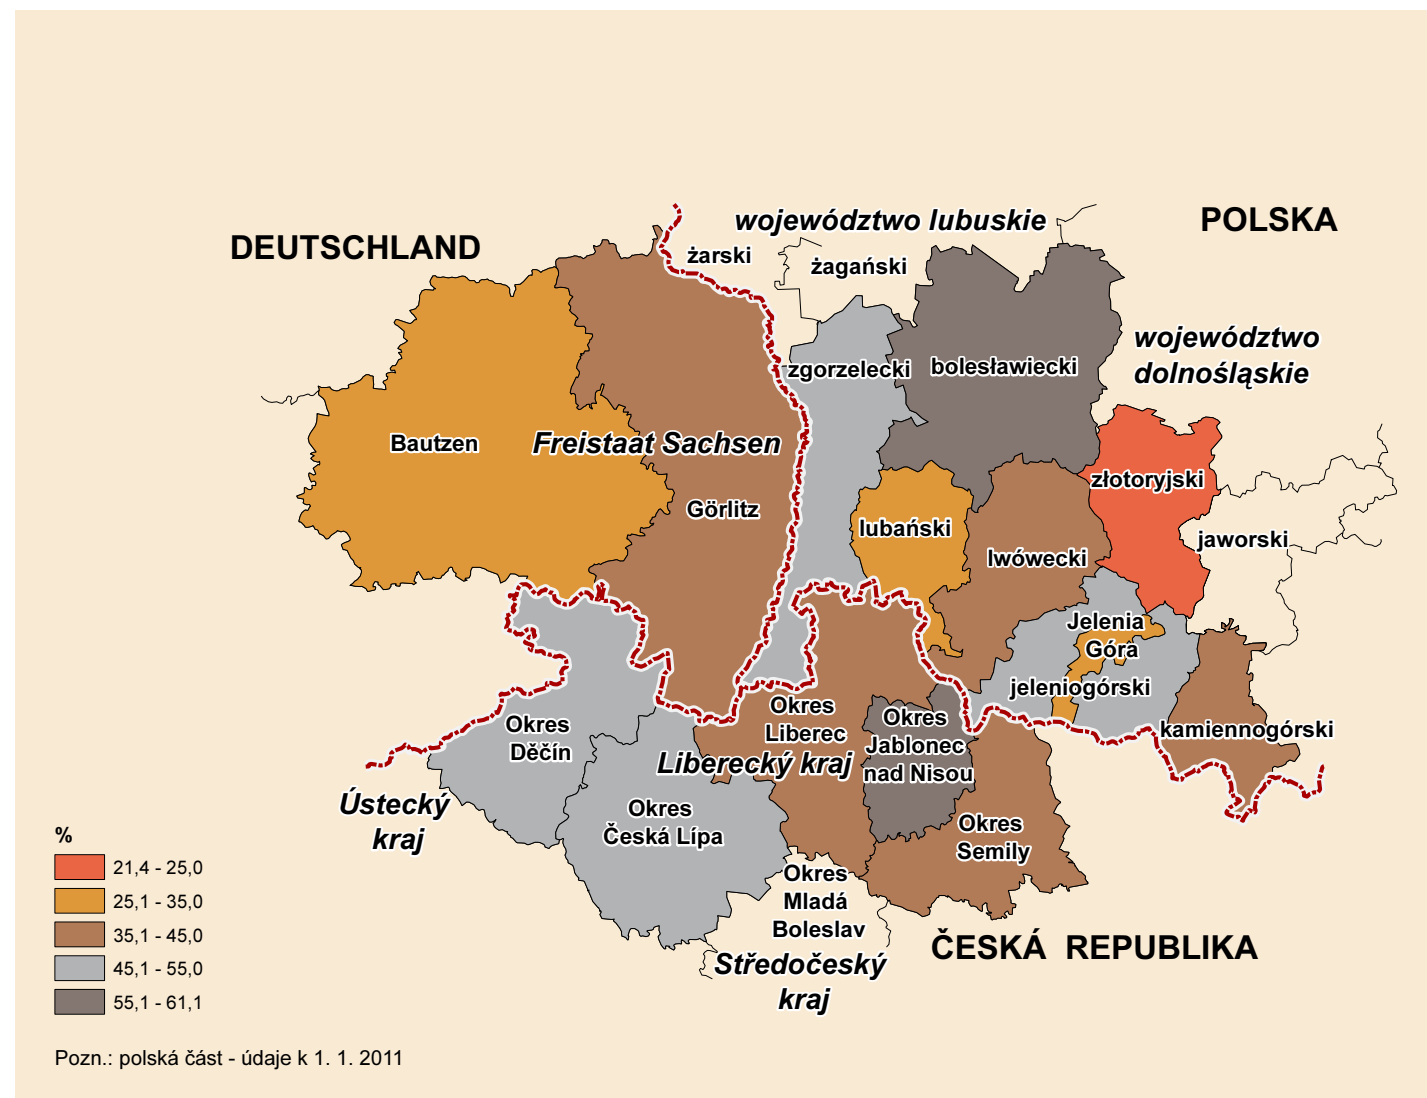 województwo lubuskie
POLSKA
DEUTSCHLAND
żarski
żagański
województwo
dolnośląskie
zgorzelecki
bolesławiecki
Bautzen
Freistaat Sachsen
złotoryjski
Görlitz
lubański
jaworski
lwówecki
Jelenia
Góra
jeleniogórski
Okres
Liberec
Okres
Jablonec
nad Nisou
kamiennogórski
Okres
Děčín
Liberecký kraj
Ústecký
kraj
Okres
Česká Lípa
Okres
Semily
Okres
Mladá
Boleslav
ČESKÁ REPUBLIKA
Středočeský
kraj
%
21,4 - 25,0
25,1 - 35,0
35,1 - 45,0
45,1 - 55,0
55,1 - 61,1
Pozn.: polská část - údaje k 1. 1. 2011